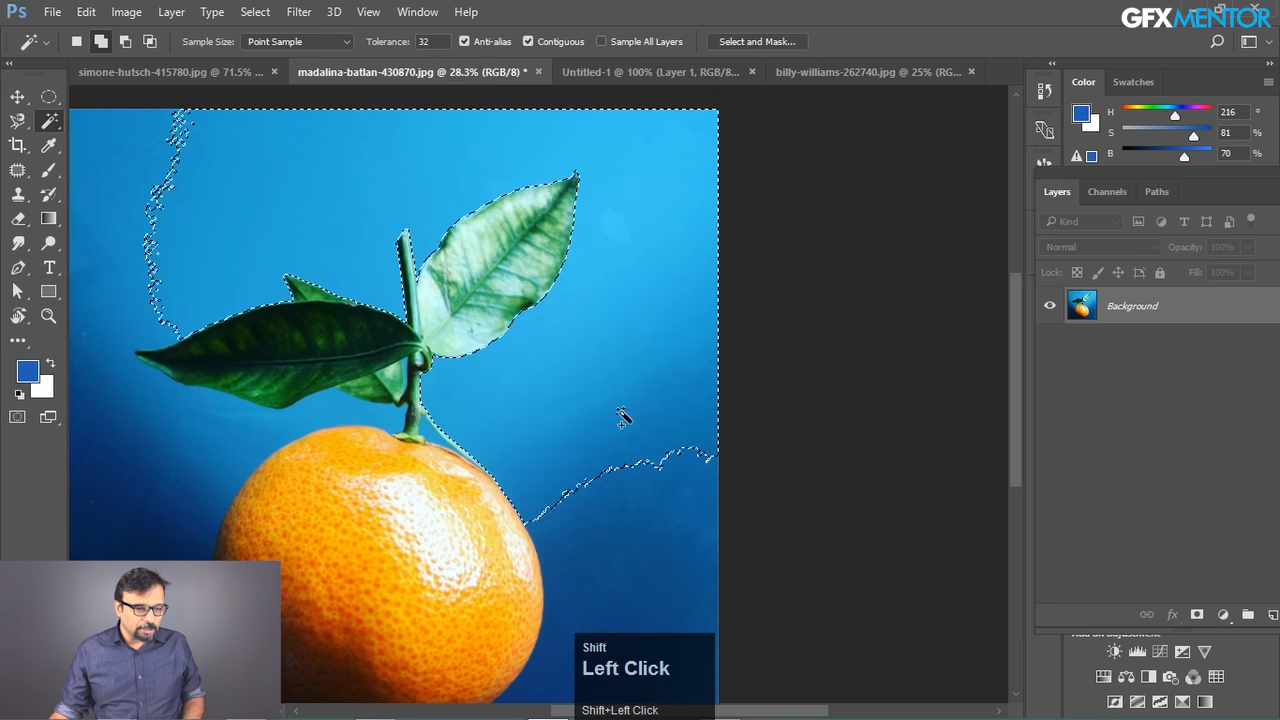 Ps File Edit Image Layer Type Select Filter 3D View Window Help
GFXMENTOR
Sample Size: Point Sample Tolerance: 32 Anti-alias Contiguous Sample All Layers Select and Mask...
simone-hutsch-415780.jpg @ 71.5% ... × madalina-batlan-430870.jpg @ 28.3% (RGB/8) * × Untitled-1 @ 100% (Layer 1, RGB/8... × billy-williams-262740.jpg @ 25% (RG... ×
Color Swatches
H 216 °
S 81 %
B 70 %
Layers Channels Paths
Kind
Normal Opacity: 100%
Lock: Fill: 100%
Background
fx
Shift
Left Click
Shift+Left Click